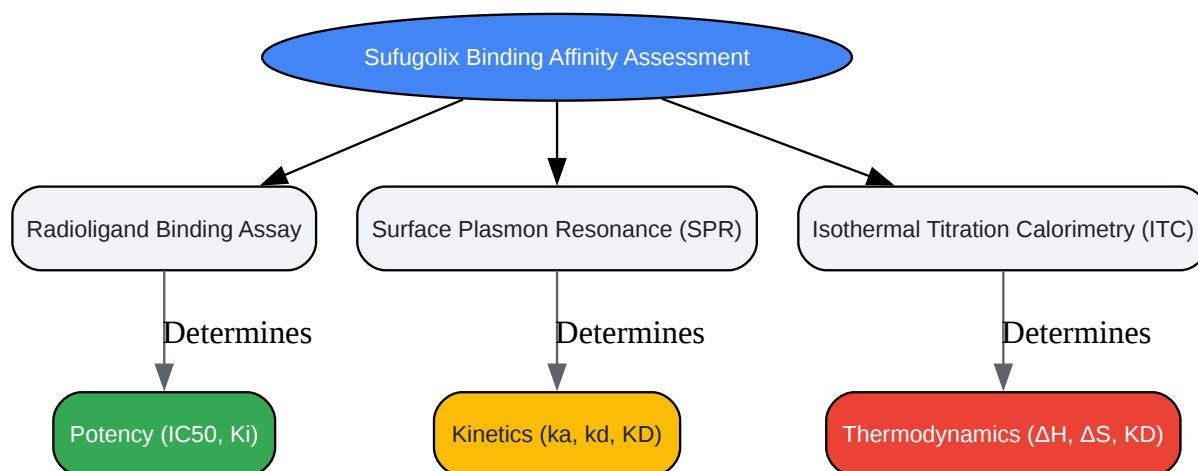 Sufugolix Binding Affinity Assessment
Radioligand Binding Assay
Surface Plasmon Resonance (SPR)
Isothermal Titration Calorimetry (ITC)
Determines
Determines
Determines
Potency (IC50, Ki)
Kinetics (ka, kd, KD)
Thermodynamics (ΔH, ΔS, KD)